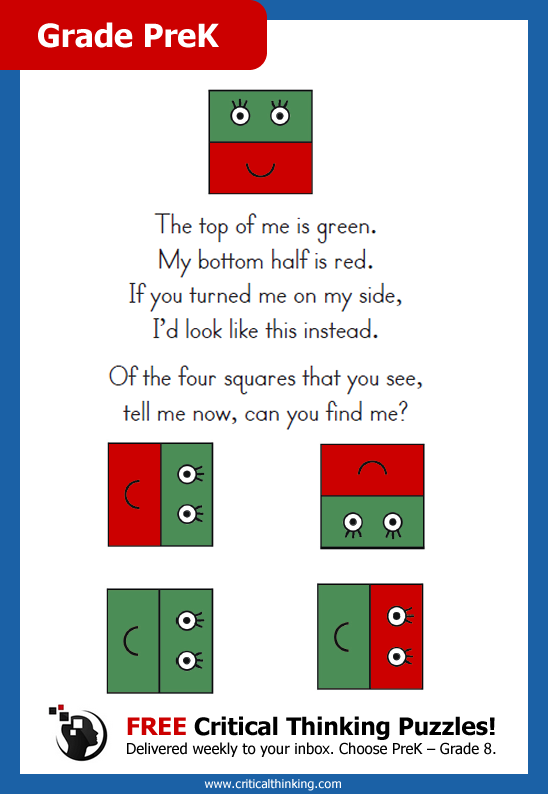 Grade PreK
The top of me is green.
My bottom half is red.
If you turned me on my side,
I'd look like this instead.
Of the four squares that you see,
tell me now, can you find me?
FREE Critical Thinking Puzzles!
Delivered weekly to your inbox. Choose PreK – Grade 8.
www.criticalthinking.com